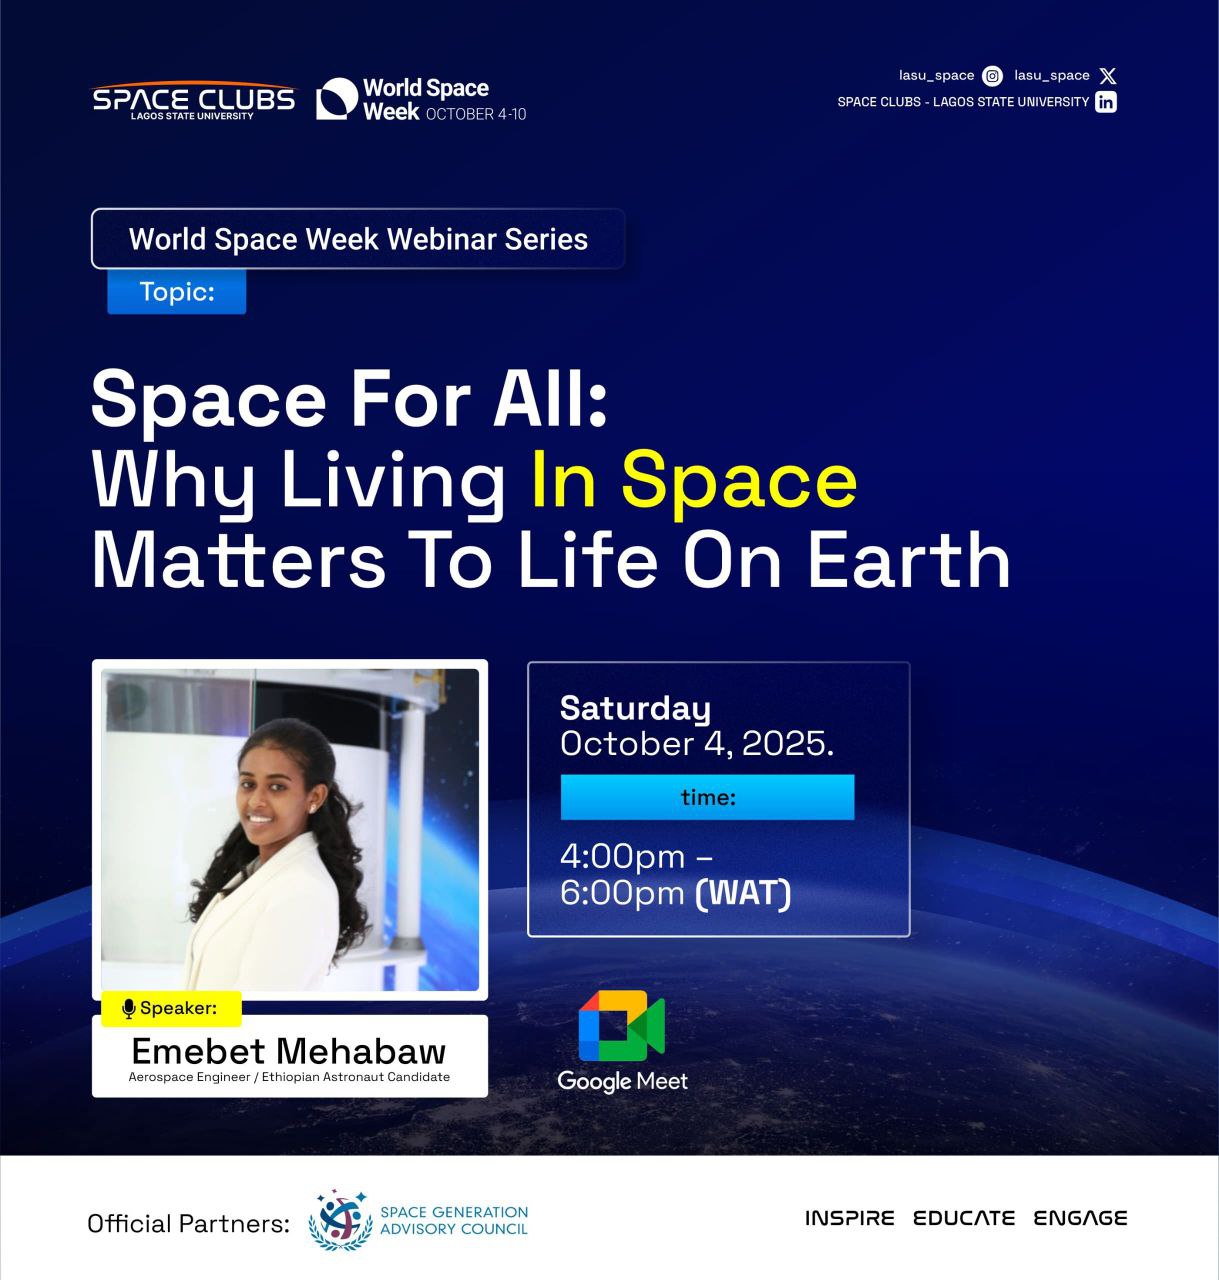 SPACE CLUBS
LAGOS STATE UNIVERSITY
World Space
Week OCTOBER 4-10
lasu_space lasu_space
SPACE CLUBS - LAGOS STATE UNIVERSITY
World Space Week Webinar Series
Topic:
Space For All:
Why Living In Space
Matters To Life On Earth
Saturday
October 4, 2025.
time:
4:00pm –
6:00pm (WAT)
Speaker:
Emebet Mehabaw
Aerospace Engineer / Ethiopian Astronaut Candidate
Google Meet
Official Partners:
SPACE GENERATION
ADVISORY COUNCIL
INSPIRE EDUCATE ENGAGE